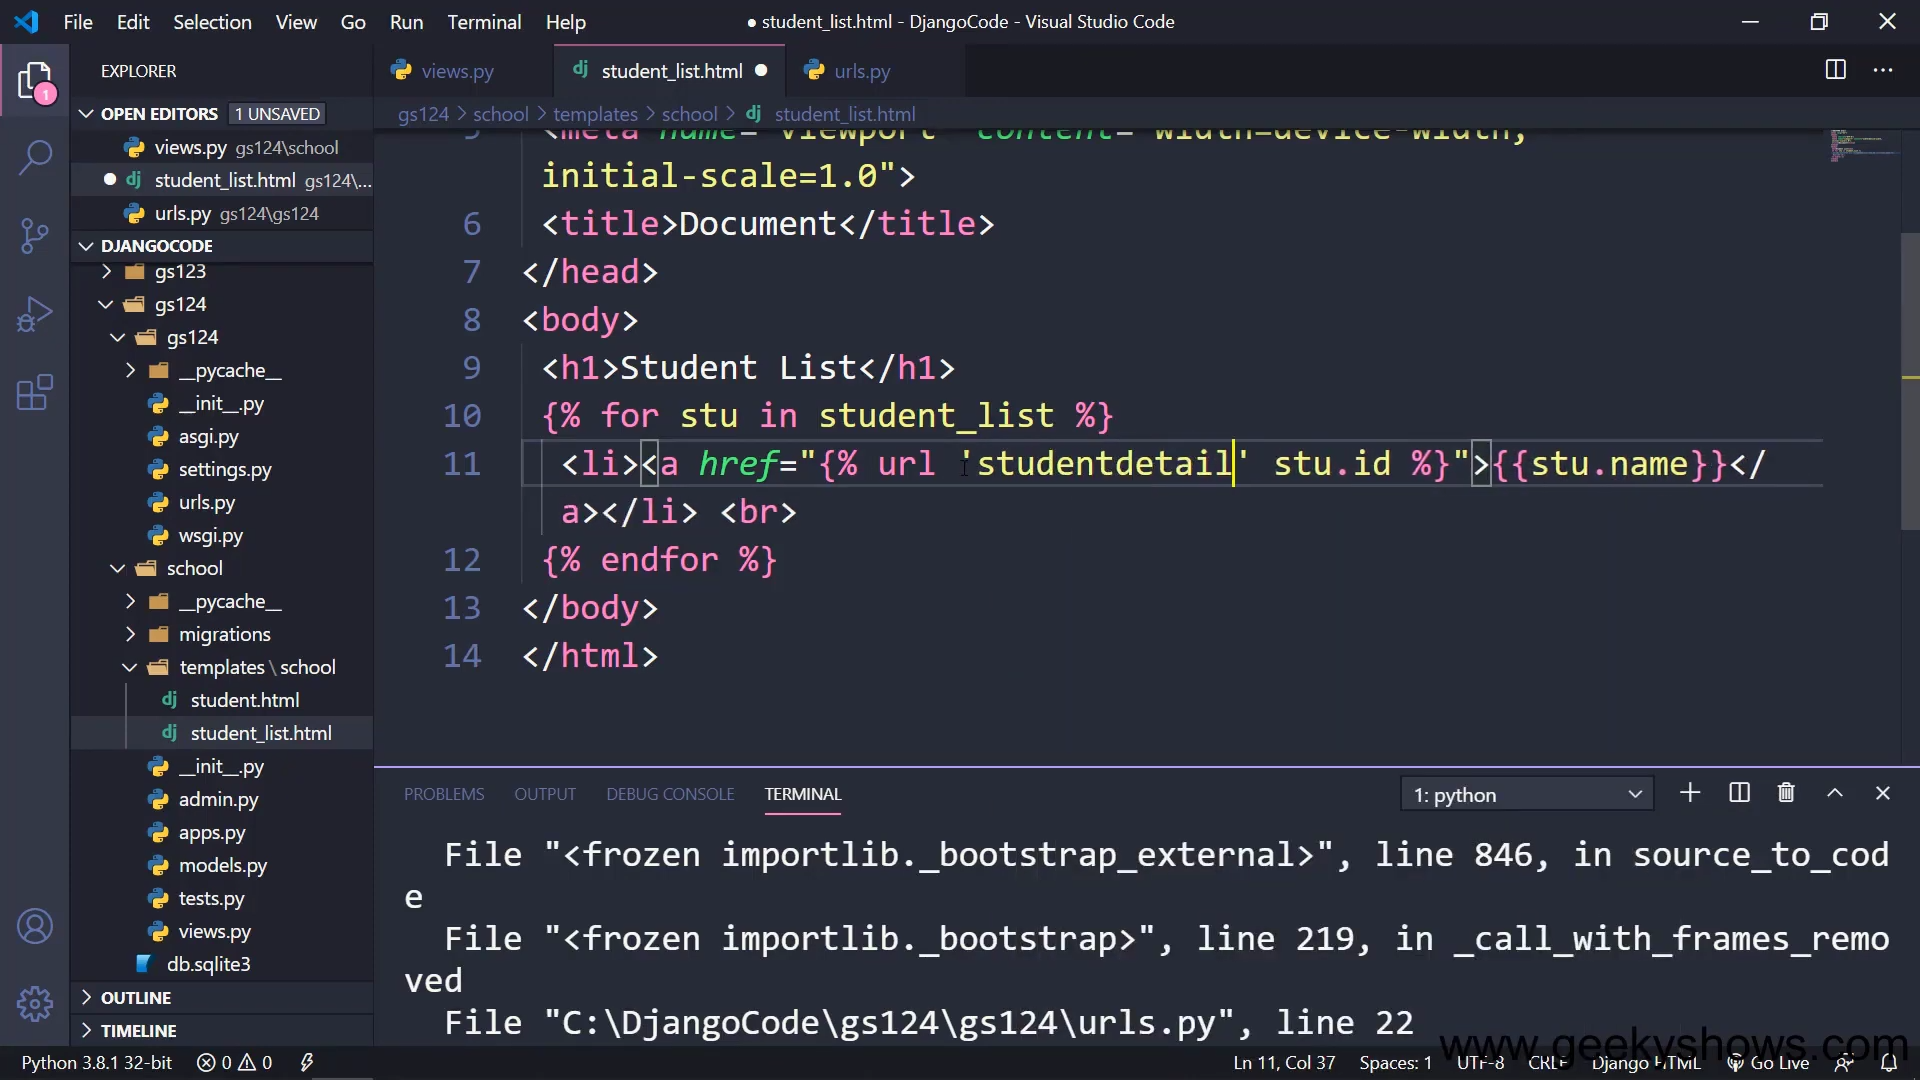 File Edit Selection View Go Run Terminal Help
● student_list.html - DjangoCode - Visual Studio Code
EXPLORER
OPEN EDITORS 1 UNSAVED
views.py gs124\school
student_list.html gs124\...
urls.py gs124\gs124
DJANGOCODE
gs123
gs124
gs124
__pycache__
__init__.py
asgi.py
settings.py
urls.py
wsgi.py
school
__pycache__
migrations
templates\school
student.html
student_list.html
__init__.py
admin.py
apps.py
models.py
tests.py
views.py
db.sqlite3
OUTLINE
TIMELINE
1
views.py student_list.html urls.py
gs124 > school > templates > school > student_list.html
5 <meta name="viewport" content="width=device-width,
initial-scale=1.0">
6 <title>Document</title>
7 </head>
8 <body>
9 <h1>Student List</h1>
10 {% for stu in student_list %}
11 <li><a href="{% url 'studentdetail' stu.id %}">{{stu.name}}</
a></li> <br>
12 {% endfor %}
13 </body>
14 </html>
PROBLEMS OUTPUT DEBUG CONSOLE TERMINAL
1: python
File "<frozen importlib._bootstrap_external>", line 846, in source_to_cod
e
File "<frozen importlib._bootstrap>", line 219, in _call_with_frames_remo
ved
File "C:\DjangoCode\gs124\gs124\urls.py", line 22
www.geekyshows.com
Python 3.8.1 32-bit 0 0
Ln 11, Col 37 Spaces: 1 UTF-8 CRLF Django HTML Go Live